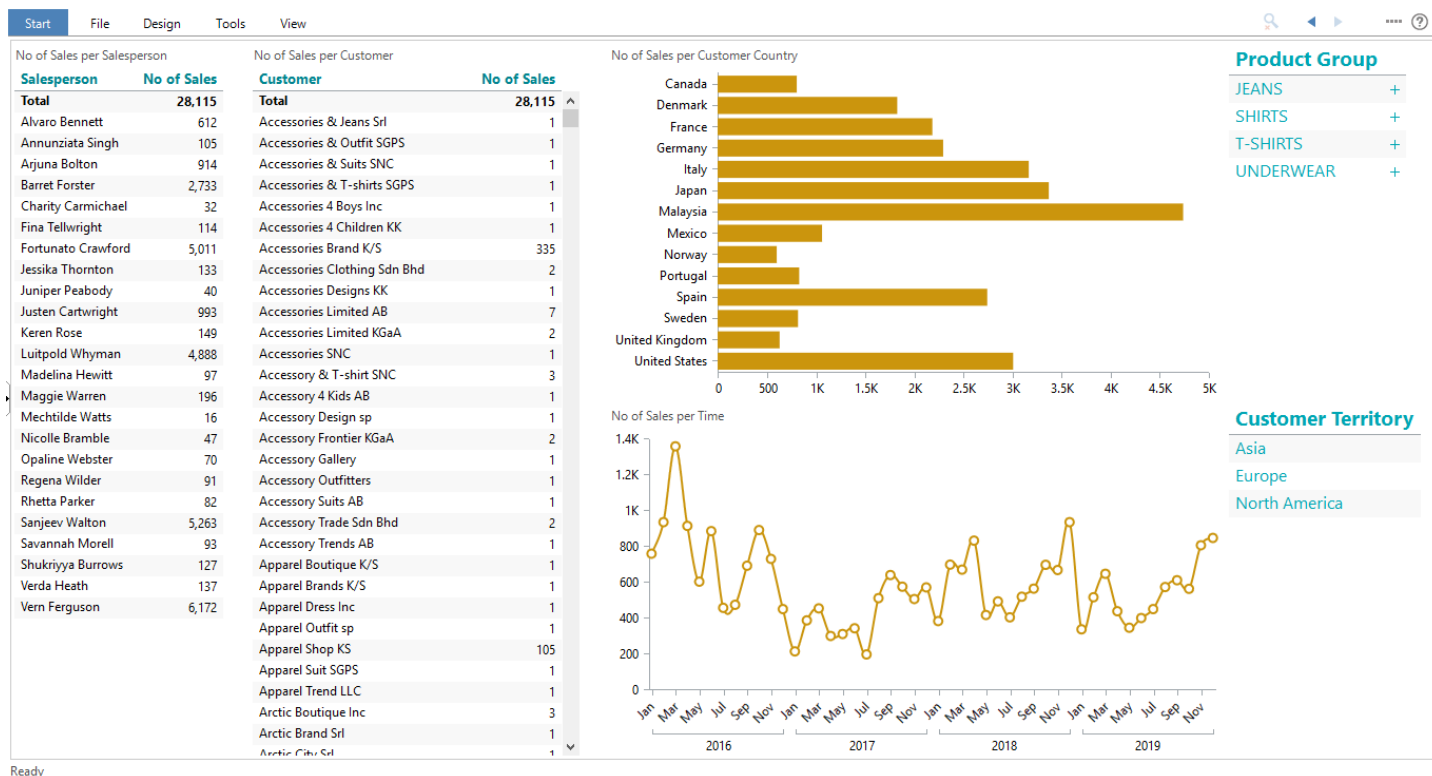 Start File Design Tools View
No of Sales per Salesperson
Salesperson No of Sales
Total 28,115
Alvaro Bennett 612
Annunziata Singh 105
Arjuna Bolton 914
Barret Forster 2,733
Charity Carmichael 32
Fina Tellwright 114
Fortunato Crawford 5,011
Jessika Thornton 133
Juniper Peabody 40
Justen Cartwright 993
Keren Rose 149
Luitpold Whyman 4,888
Madelina Hewitt 97
Maggie Warren 196
Mechtilde Watts 16
Nicolle Bramble 47
Opaline Webster 70
Regena Wilder 91
Rhetta Parker 82
Sanjeev Walton 5,263
Savannah Morell 93
Shukriyya Burrows 127
Verda Heath 137
Vern Ferguson 6,172
No of Sales per Customer
Customer No of Sales
Total 28,115
Accessories & Jeans Srl 1
Accessories & Outfit SGPS 1
Accessories & Suits SNC 1
Accessories & T-shirts SGPS 1
Accessories 4 Boys Inc 1
Accessories 4 Children KK 1
Accessories Brand K/S 335
Accessories Clothing Sdn Bhd 2
Accessories Designs KK 1
Accessories Limited AB 7
Accessories Limited KGaA 2
Accessories SNC 1
Accessory & T-shirt SNC 3
Accessory 4 Kids AB 1
Accessory Design sp 1
Accessory Frontier KGaA 2
Accessory Gallery 1
Accessory Outfitters 1
Accessory Suits AB 1
Accessory Trade Sdn Bhd 2
Accessory Trends AB 1
Apparel Boutique K/S 1
Apparel Brands K/S 1
Apparel Dress Inc 1
Apparel Outfit sp 1
Apparel Shop KS 105
Apparel Suit SGPS 1
Apparel Trend LLC 1
Arctic Boutique Inc 3
Arctic Brand Srl 1
Arctic City Srl 1
No of Sales per Customer Country
Canada
Denmark
France
Germany
Italy
Japan
Malaysia
Mexico
Norway
Portugal
Spain
Sweden
United Kingdom
United States
0 500 1K 1.5K 2K 2.5K 3K 3.5K 4K 4.5K 5K
No of Sales per Time
1.4K
1.2K
1K
800
600
400
200
0
Jan Mar May Jul Sep Nov Jan Mar May Jul Sep Nov Jan Mar May Jul Sep Nov Jan Mar May Jul Sep Nov
2016 2017 2018 2019
Product Group
JEANS +
SHIRTS +
T-SHIRTS +
UNDERWEAR +
Customer Territory
Asia
Europe
North America
Ready